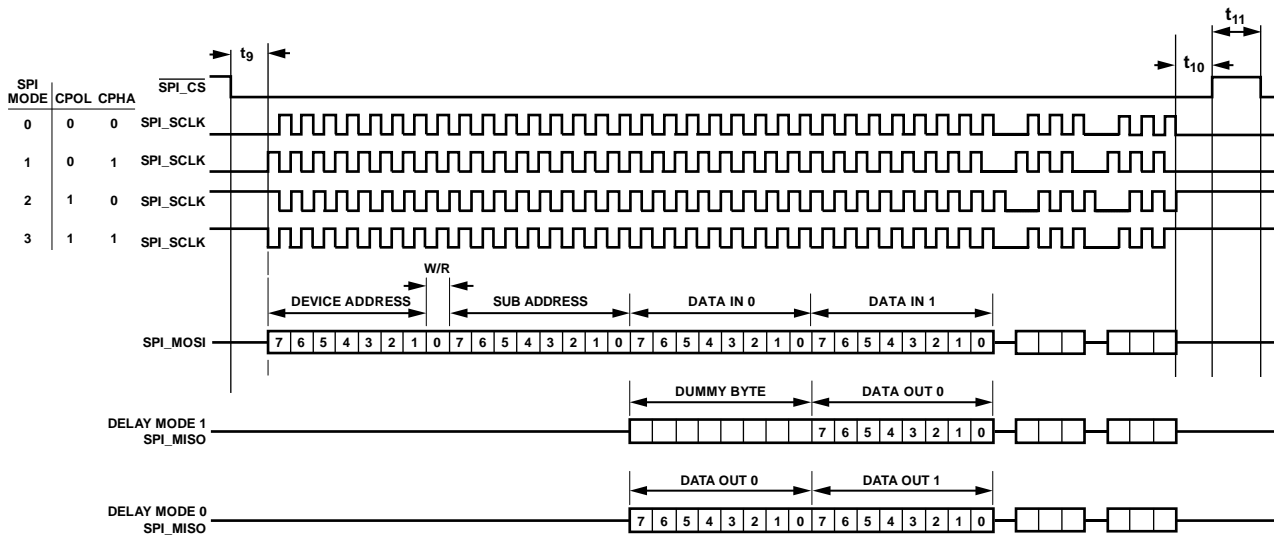 t11
t9
t10
SPI
MODE CPOL CPHA
SPI_CS
0 0 0 SPI_SCLK
1 0 1 SPI_SCLK
2 1 0 SPI_SCLK
3 1 1 SPI_SCLK
W/R
DEVICE ADDRESS SUB ADDRESS DATA IN 0 DATA IN 1
SPI_MOSI 7 6 5 4 3 2 1 0 7 6 5 4 3 2 1 0 7 6 5 4 3 2 1 0 7 6 5 4 3 2 1 0
DUMMY BYTE DATA OUT 0
DELAY MODE 1
SPI_MISO 7 6 5 4 3 2 1 0
DATA OUT 0 DATA OUT 1
DELAY MODE 0
SPI_MISO 7 6 5 4 3 2 1 0 7 6 5 4 3 2 1 0